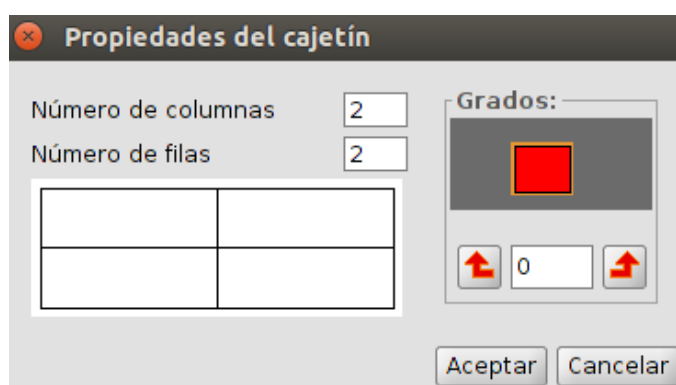 Propiedades del cajetín
Número de columnas 2
Número de filas 2
Grados:
0
Aceptar Cancelar